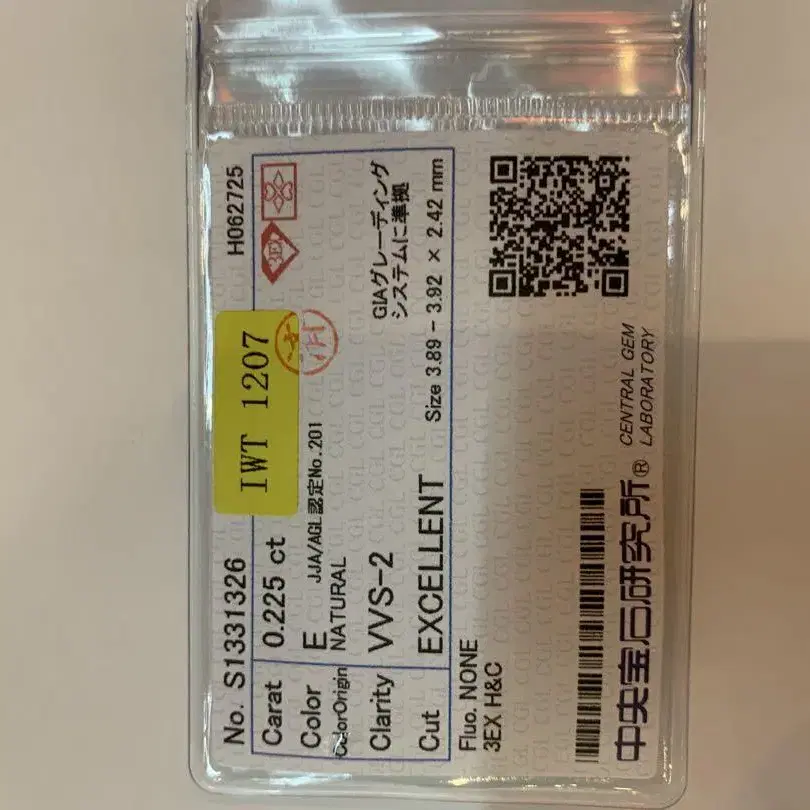 No. S1331326 H062725
IWT 1207
3EX
済
Carat 0.225 ct
Color E JJA/AGL認定No.201
ColorOrigin NATURAL
GIAグレーディング
システムに準拠
Clarity VVS-2
Cut EXCELLENT Size 3.89 - 3.92 × 2.42 mm
Fluo. NONE
3EX H&C
中央宝石研究所® CENTRAL GEM
LABORATORY